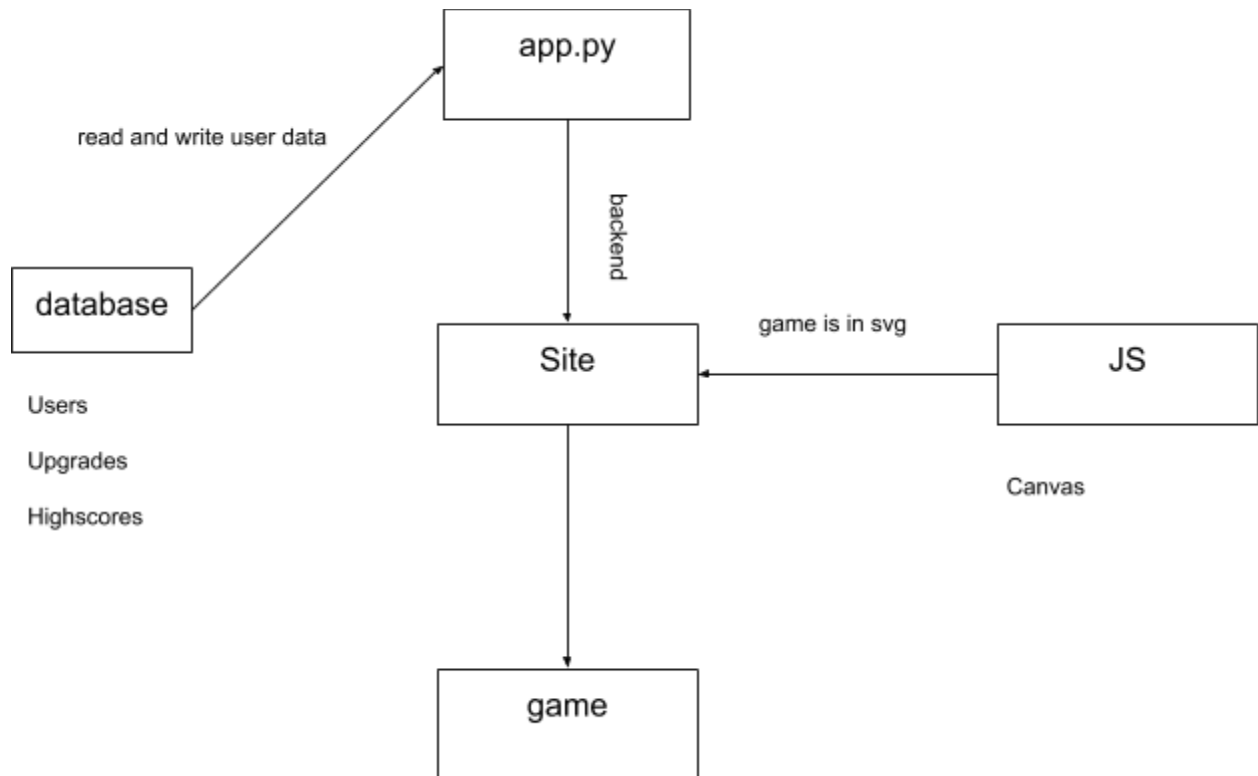 app.py
read and write user data
backend
database
game is in svg
Site
JS
Users
Upgrades
Highscores
Canvas
game